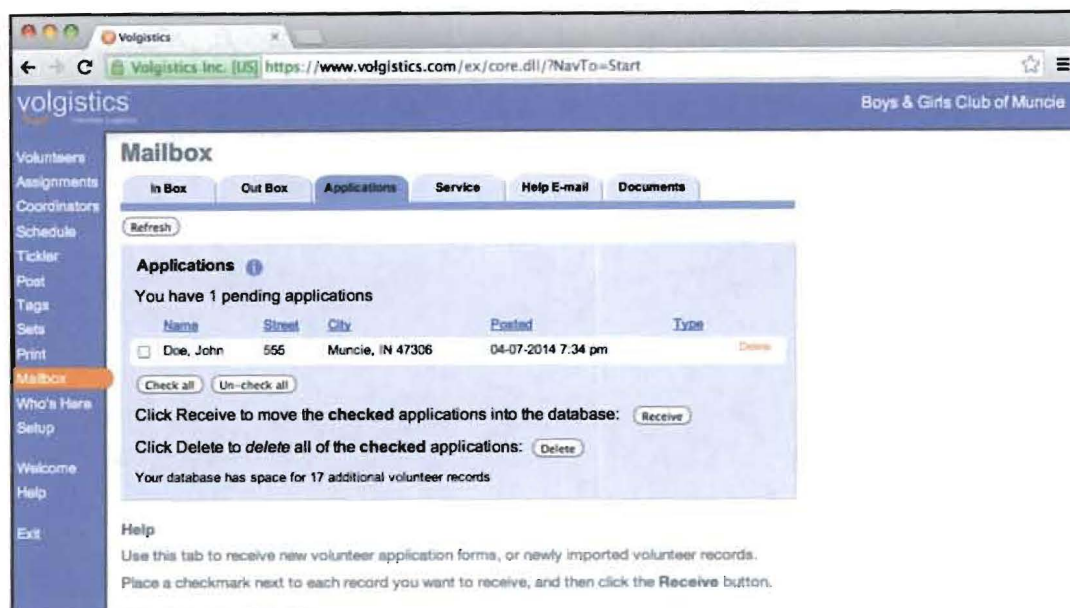 Volgistics
Volgistics Inc. [US] https://www.volgistics.com/ex/core.dll/?NavTo=Start
volgistics
Boys & Girls Club of Muncie
Volunteers
Assignments
Coordinators
Schedule
Tickler
Post
Tags
Sets
Print
Mailbox
Who's Here
Setup
Welcome
Help
Exit
Mailbox
In Box Out Box Applications Service Help E-mail Documents
Refresh
Applications
You have 1 pending applications
Name Street City Posted Type
Doe, John 555 Muncie, IN 47306 04-07-2014 7:34 pm Delete
Check all Un-check all
Click Receive to move the checked applications into the database: Receive
Click Delete to delete all of the checked applications: Delete
Your database has space for 17 additional volunteer records
Help
Use this tab to receive new volunteer application forms, or newly imported volunteer records.
Place a checkmark next to each record you want to receive, and then click the Receive button.